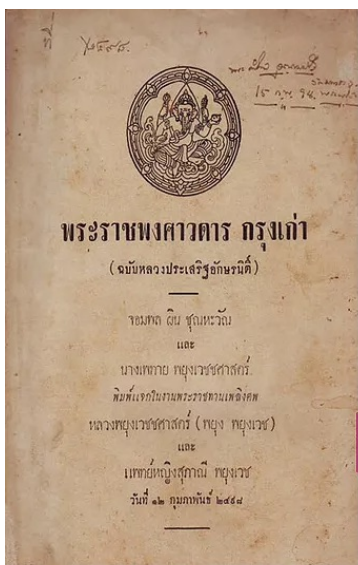 ที่
๒๔๙๘.
พระราชพงศาวดาร กรุงเก่า
(ฉบับหลวงประเสริฐอักษรนิติ์)
จอมพล ผิน ชุณหะวัณ
และ
นางเพทาย พยุงเวชชศาสตร์
พิมพ์แจกในงานพระราชทานเพลิงศพ
หลวงพยุงเวชชศาสตร์ (พยุง พยุงเวช)
และ
แพทย์หญิงสุภาณี พยุงเวช
วันที่ ๑๒ กุมภาพันธ์ ๒๔๙๘